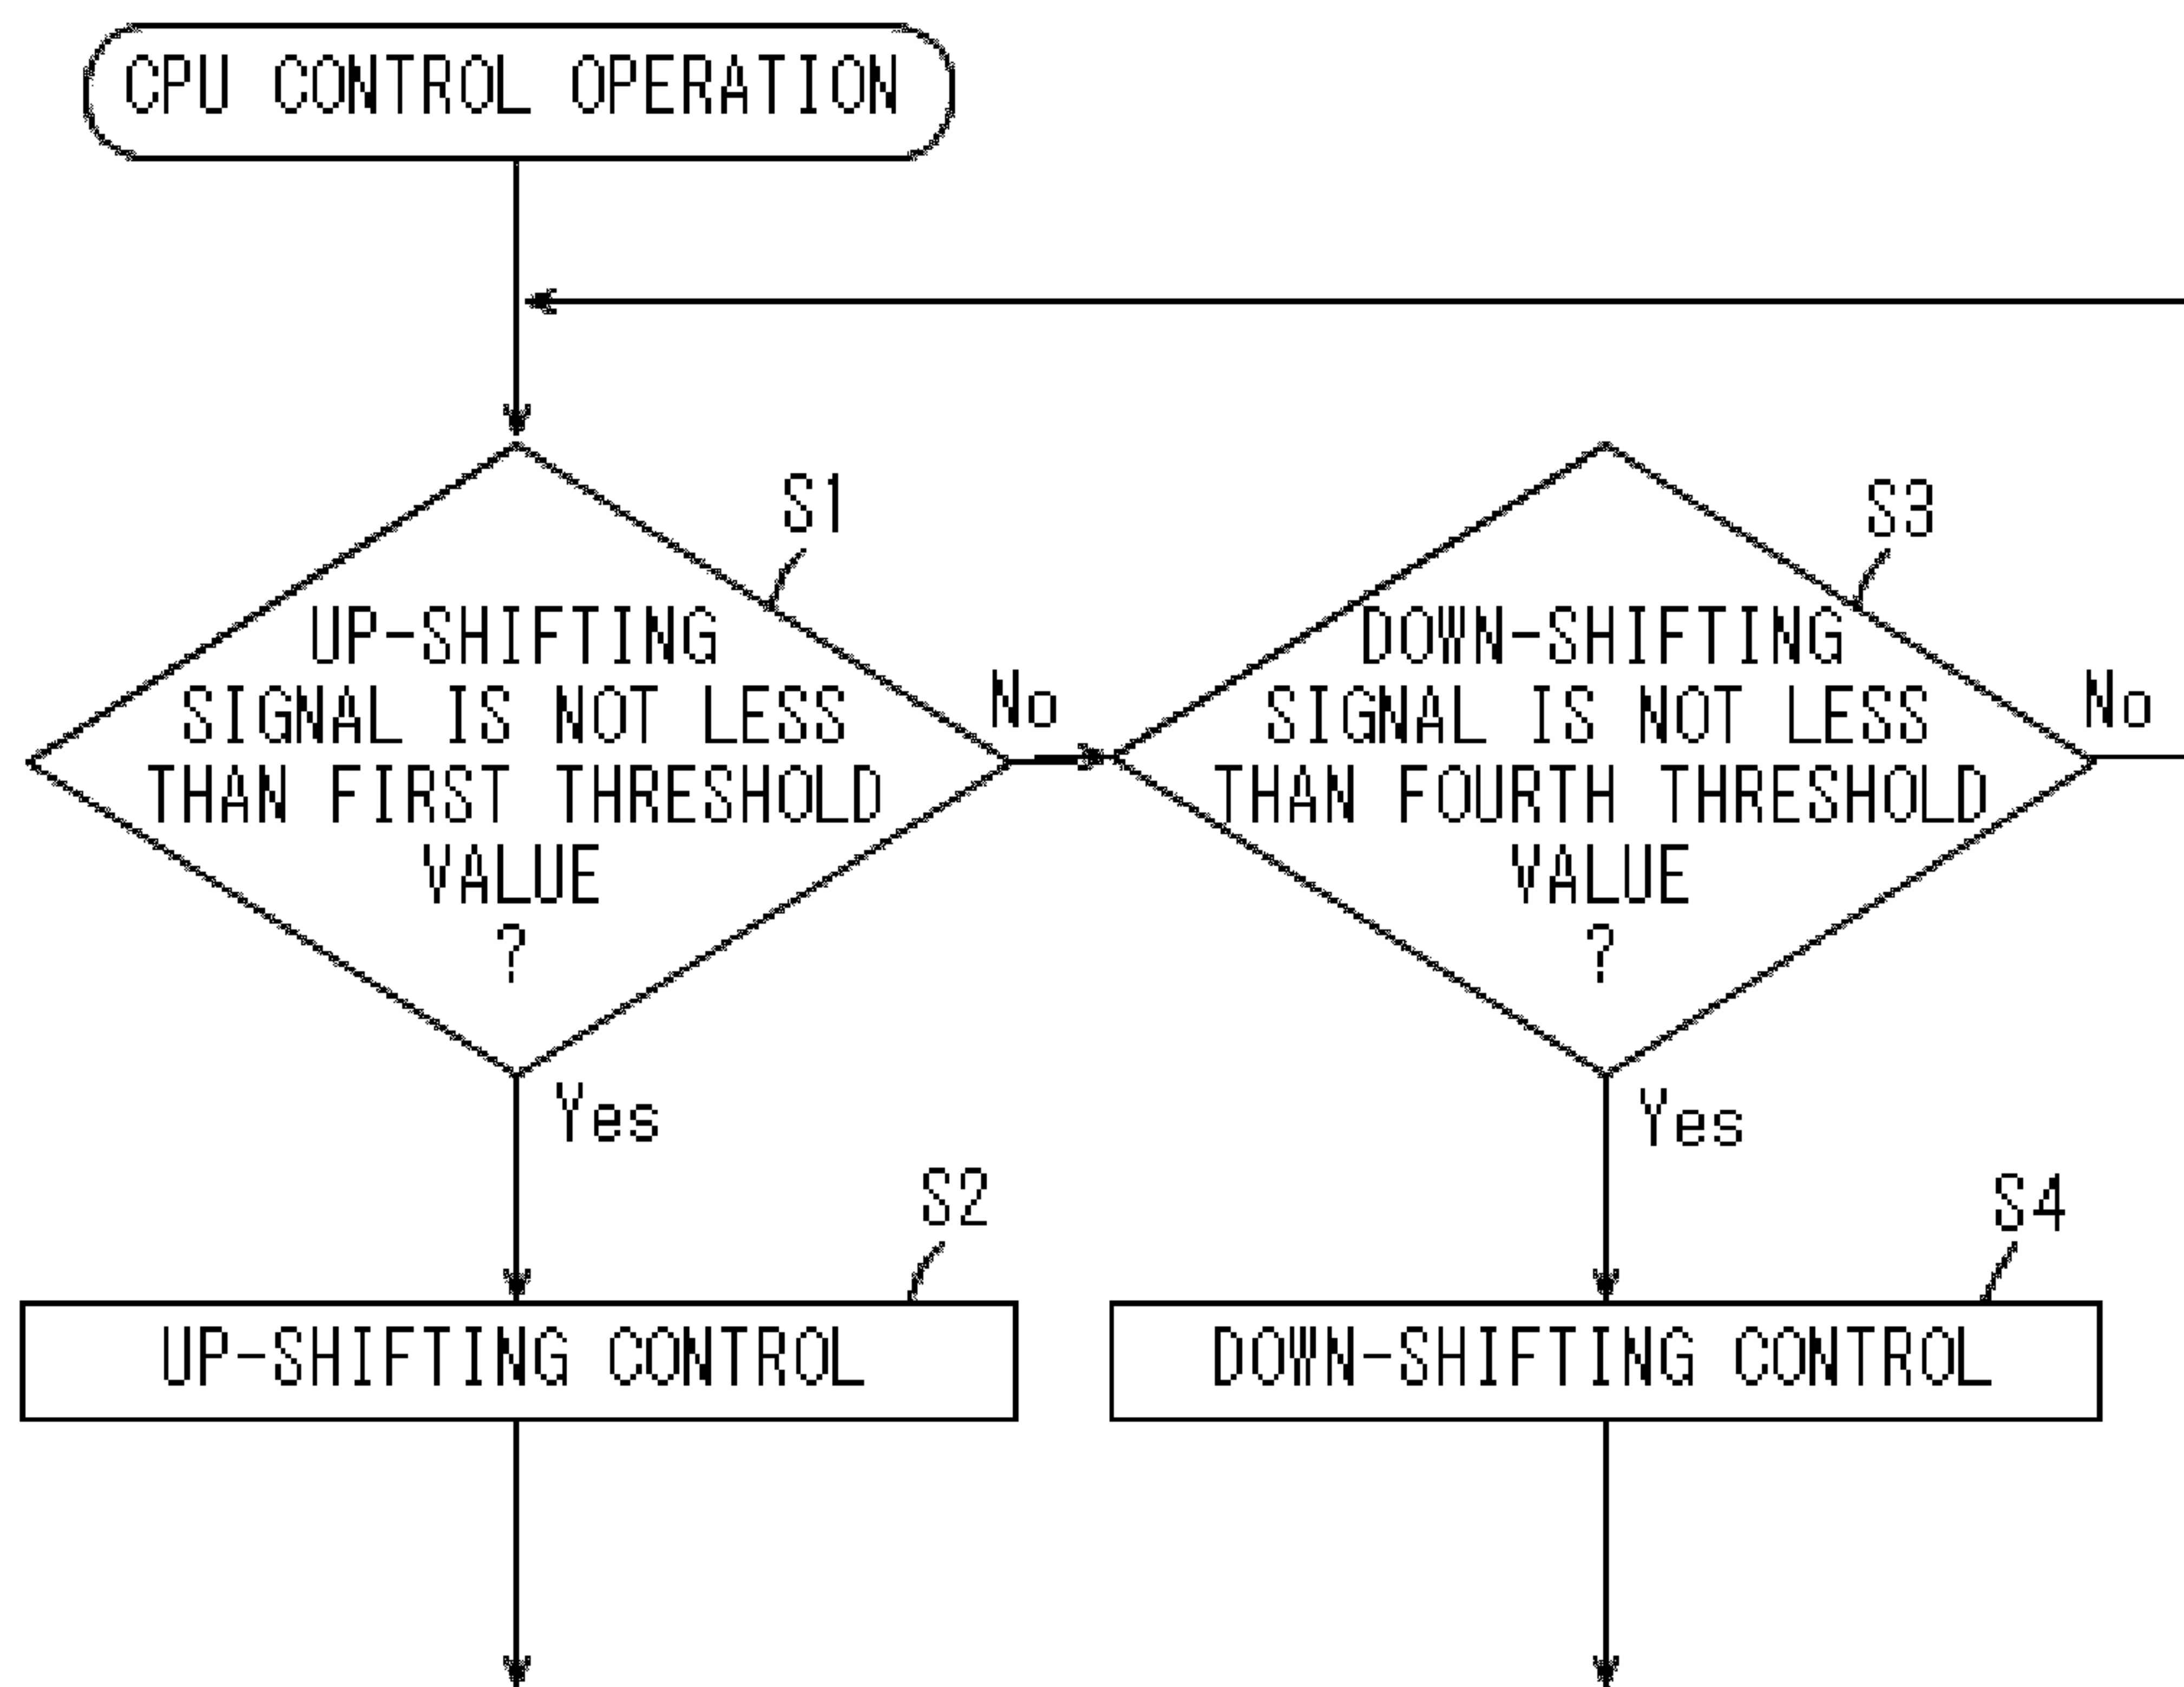 CPU CONTROL OPERATION
S1
UP-SHIFTING
SIGNAL IS NOT LESS
THAN FIRST THRESHOLD
VALUE
?
No
Yes
S3
DOWN-SHIFTING
SIGNAL IS NOT LESS
THAN FOURTH THRESHOLD
VALUE
?
No
Yes
S2
UP-SHIFTING CONTROL
S4
DOWN-SHIFTING CONTROL